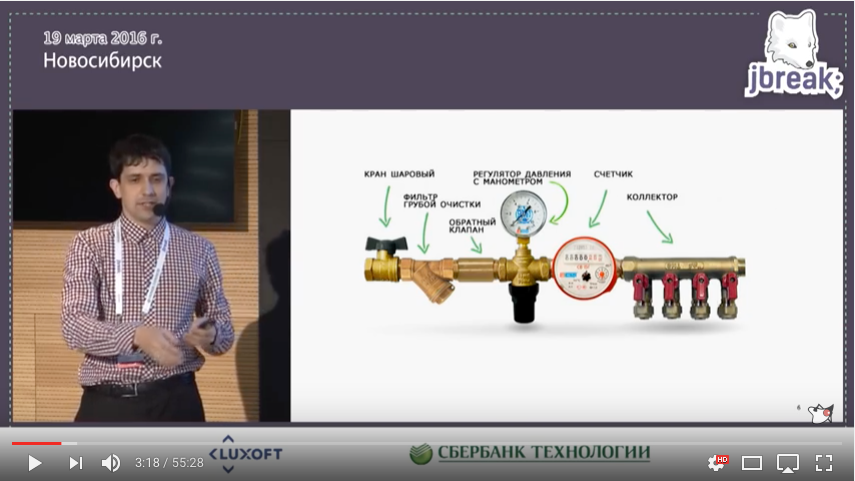 19 марта 2016 г.
Новосибирск
jbreak;
КРАН ШАРОВЫЙ
РЕГУЛЯТОР ДАВЛЕНИЯ
С МАНОМЕТРОМ
СЧЕТЧИК
ФИЛЬТР
ГРУБОЙ ОЧИСТКИ
КОЛЛЕКТОР
ОБРАТНЫЙ
КЛАПАН
6
3:18 / 55:28
LUXOFT
СБЕРБАНК ТЕХНОЛОГИИ
HD